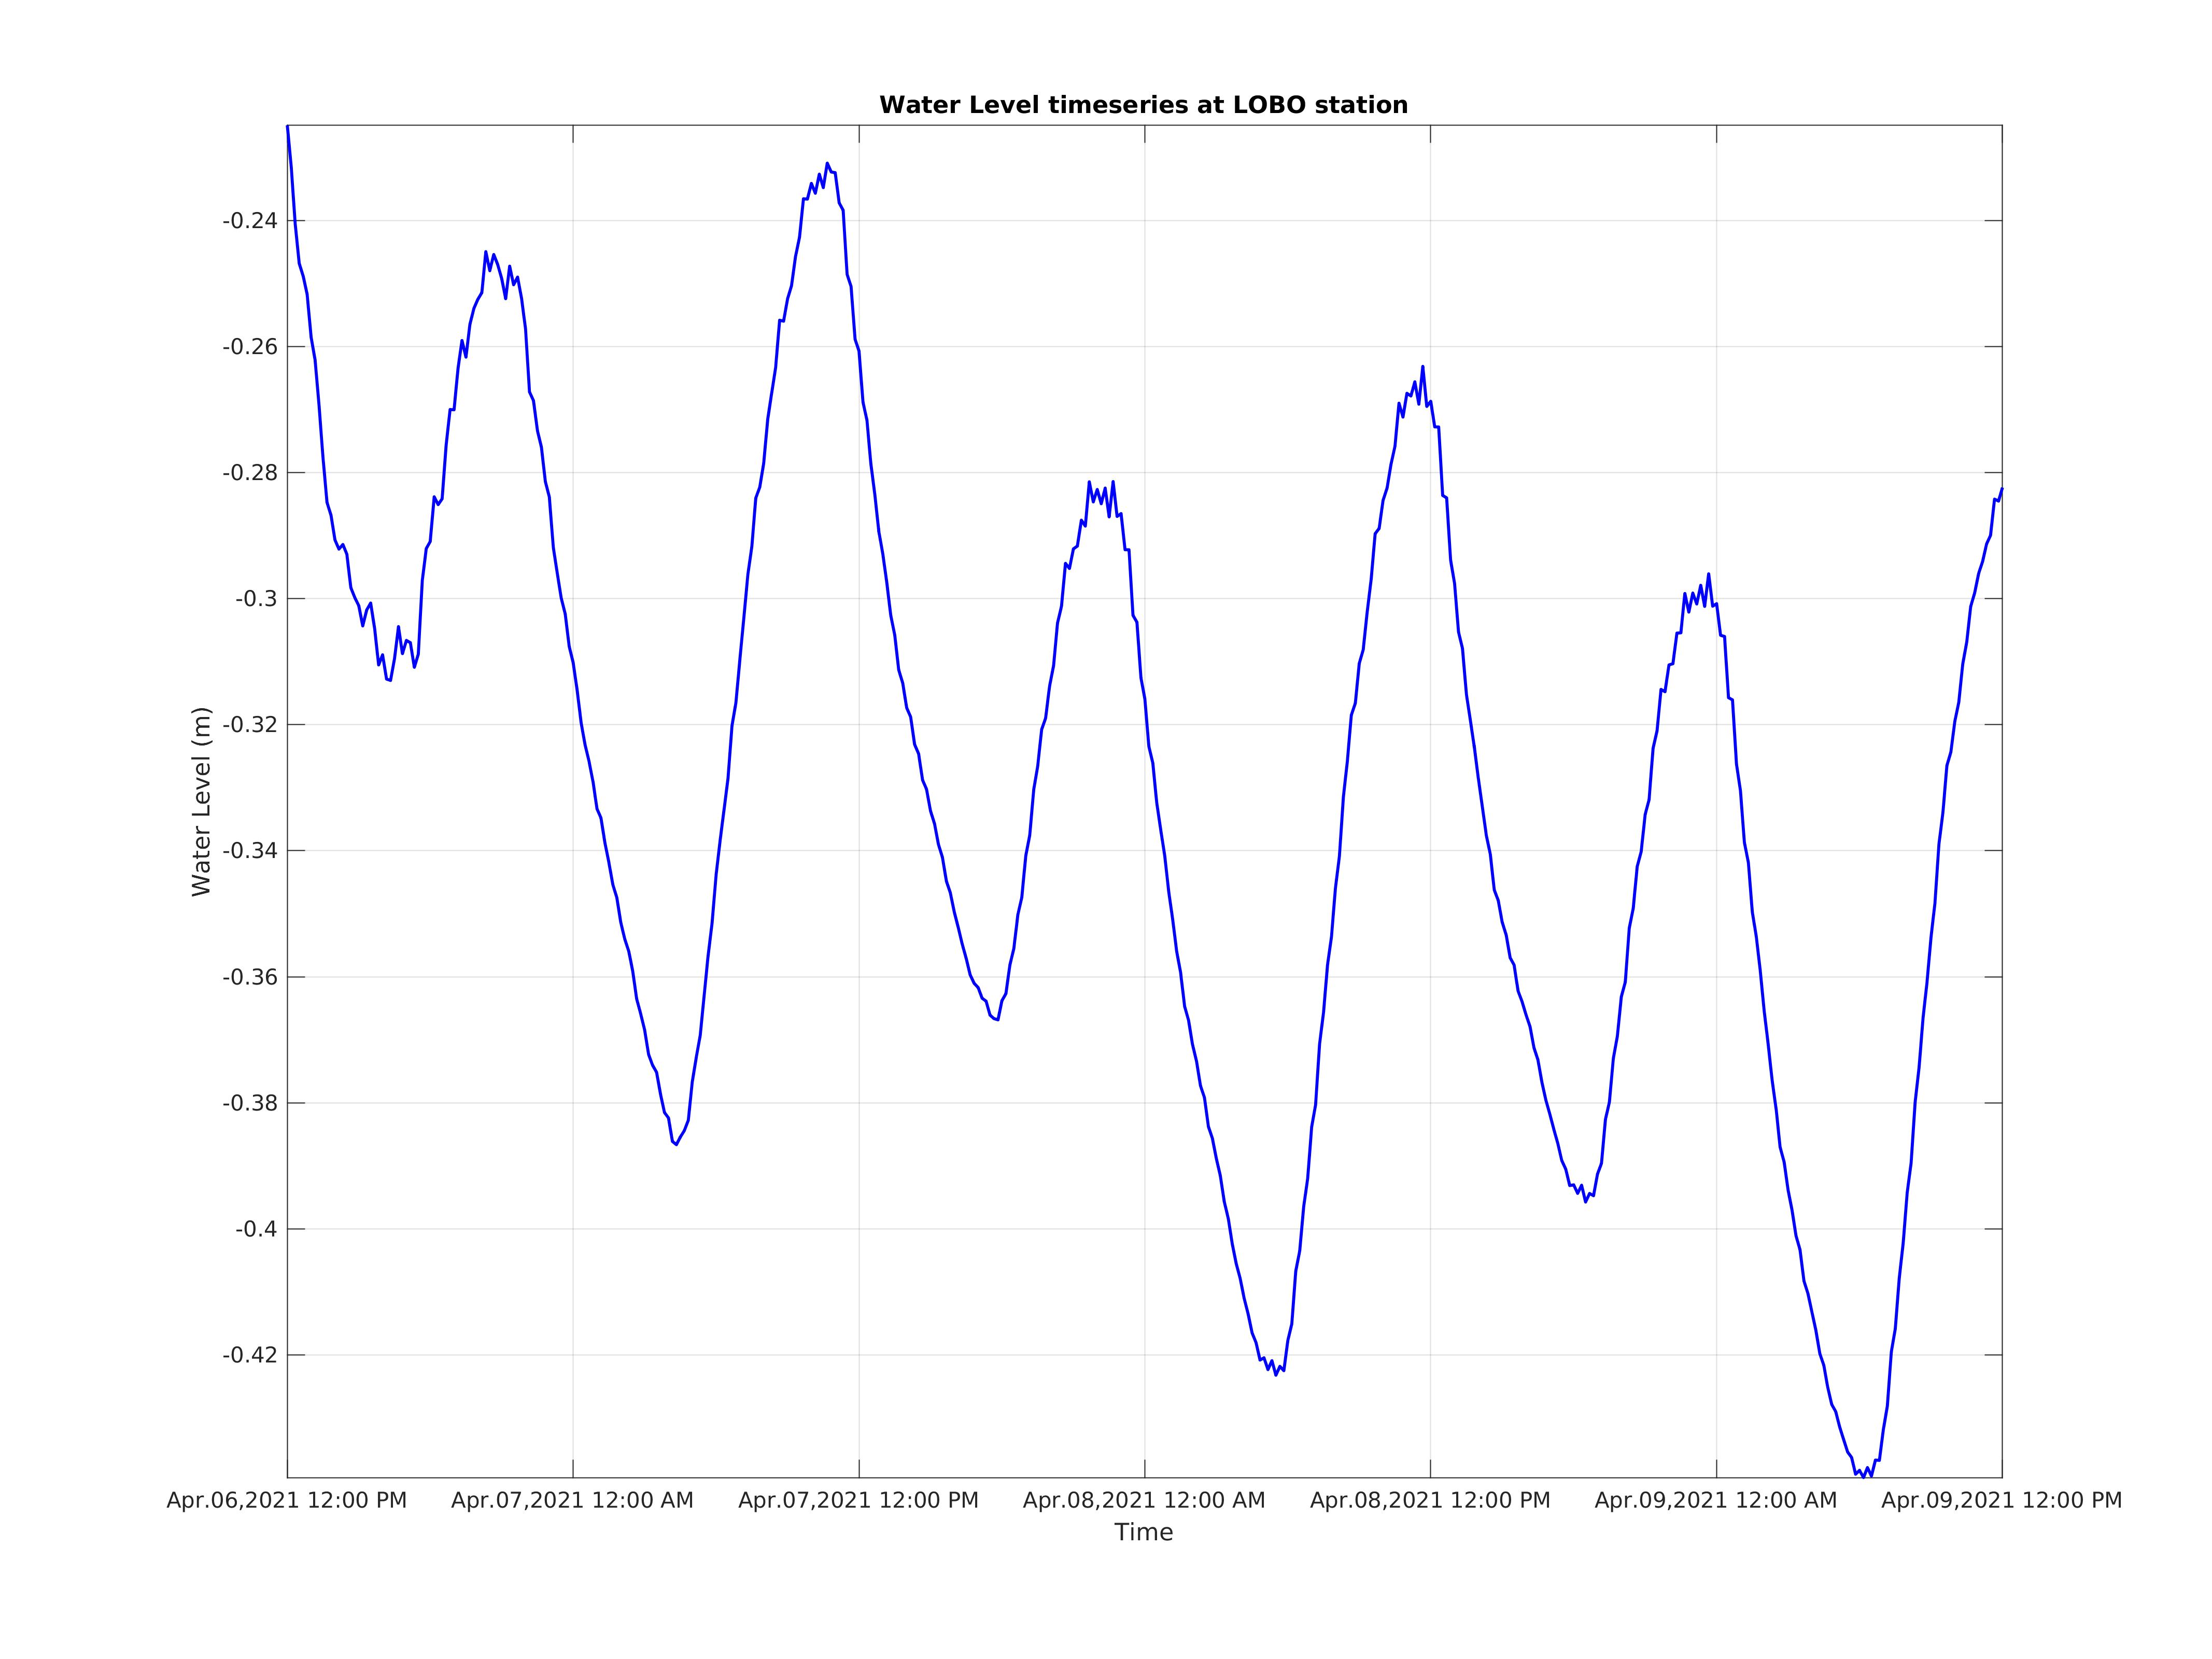 Water Level timeseries at LOBO station
-0.24
-0.26
-0.28
-0.3
-0.32
-0.34
-0.36
-0.38
-0.4
-0.42
Water Level (m)
Apr.06,2021 12:00 PM
Apr.07,2021 12:00 AM
Apr.07,2021 12:00 PM
Apr.08,2021 12:00 AM
Apr.08,2021 12:00 PM
Apr.09,2021 12:00 AM
Apr.09,2021 12:00 PM
Time